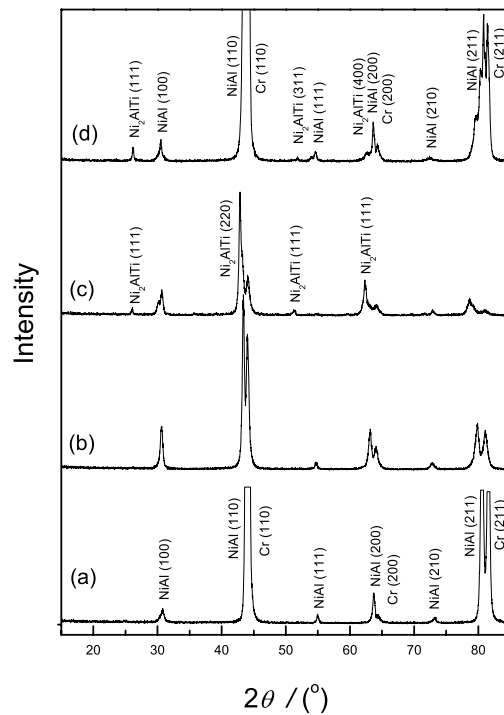 Intensity
(d)
Ni2AlTi (111)
NiAl (100)
NiAl (110)
Cr (110)
Ni2AlTi (311)
NiAl (111)
Ni2AlTi (400)
NiAl (200)
Cr (200)
NiAl (210)
NiAl (211)
Cr (211)
(c)
Ni2AlTi (111)
Ni2AlTi (220)
Ni2AlTi (111)
Ni2AlTi (111)
(b)
(a)
NiAl (100)
NiAl (110)
Cr (110)
NiAl (111)
NiAl (200)
Cr (200)
NiAl (210)
NiAl (211)
Cr (211)
20 30 40 50 60 70 80
2θ / (°)